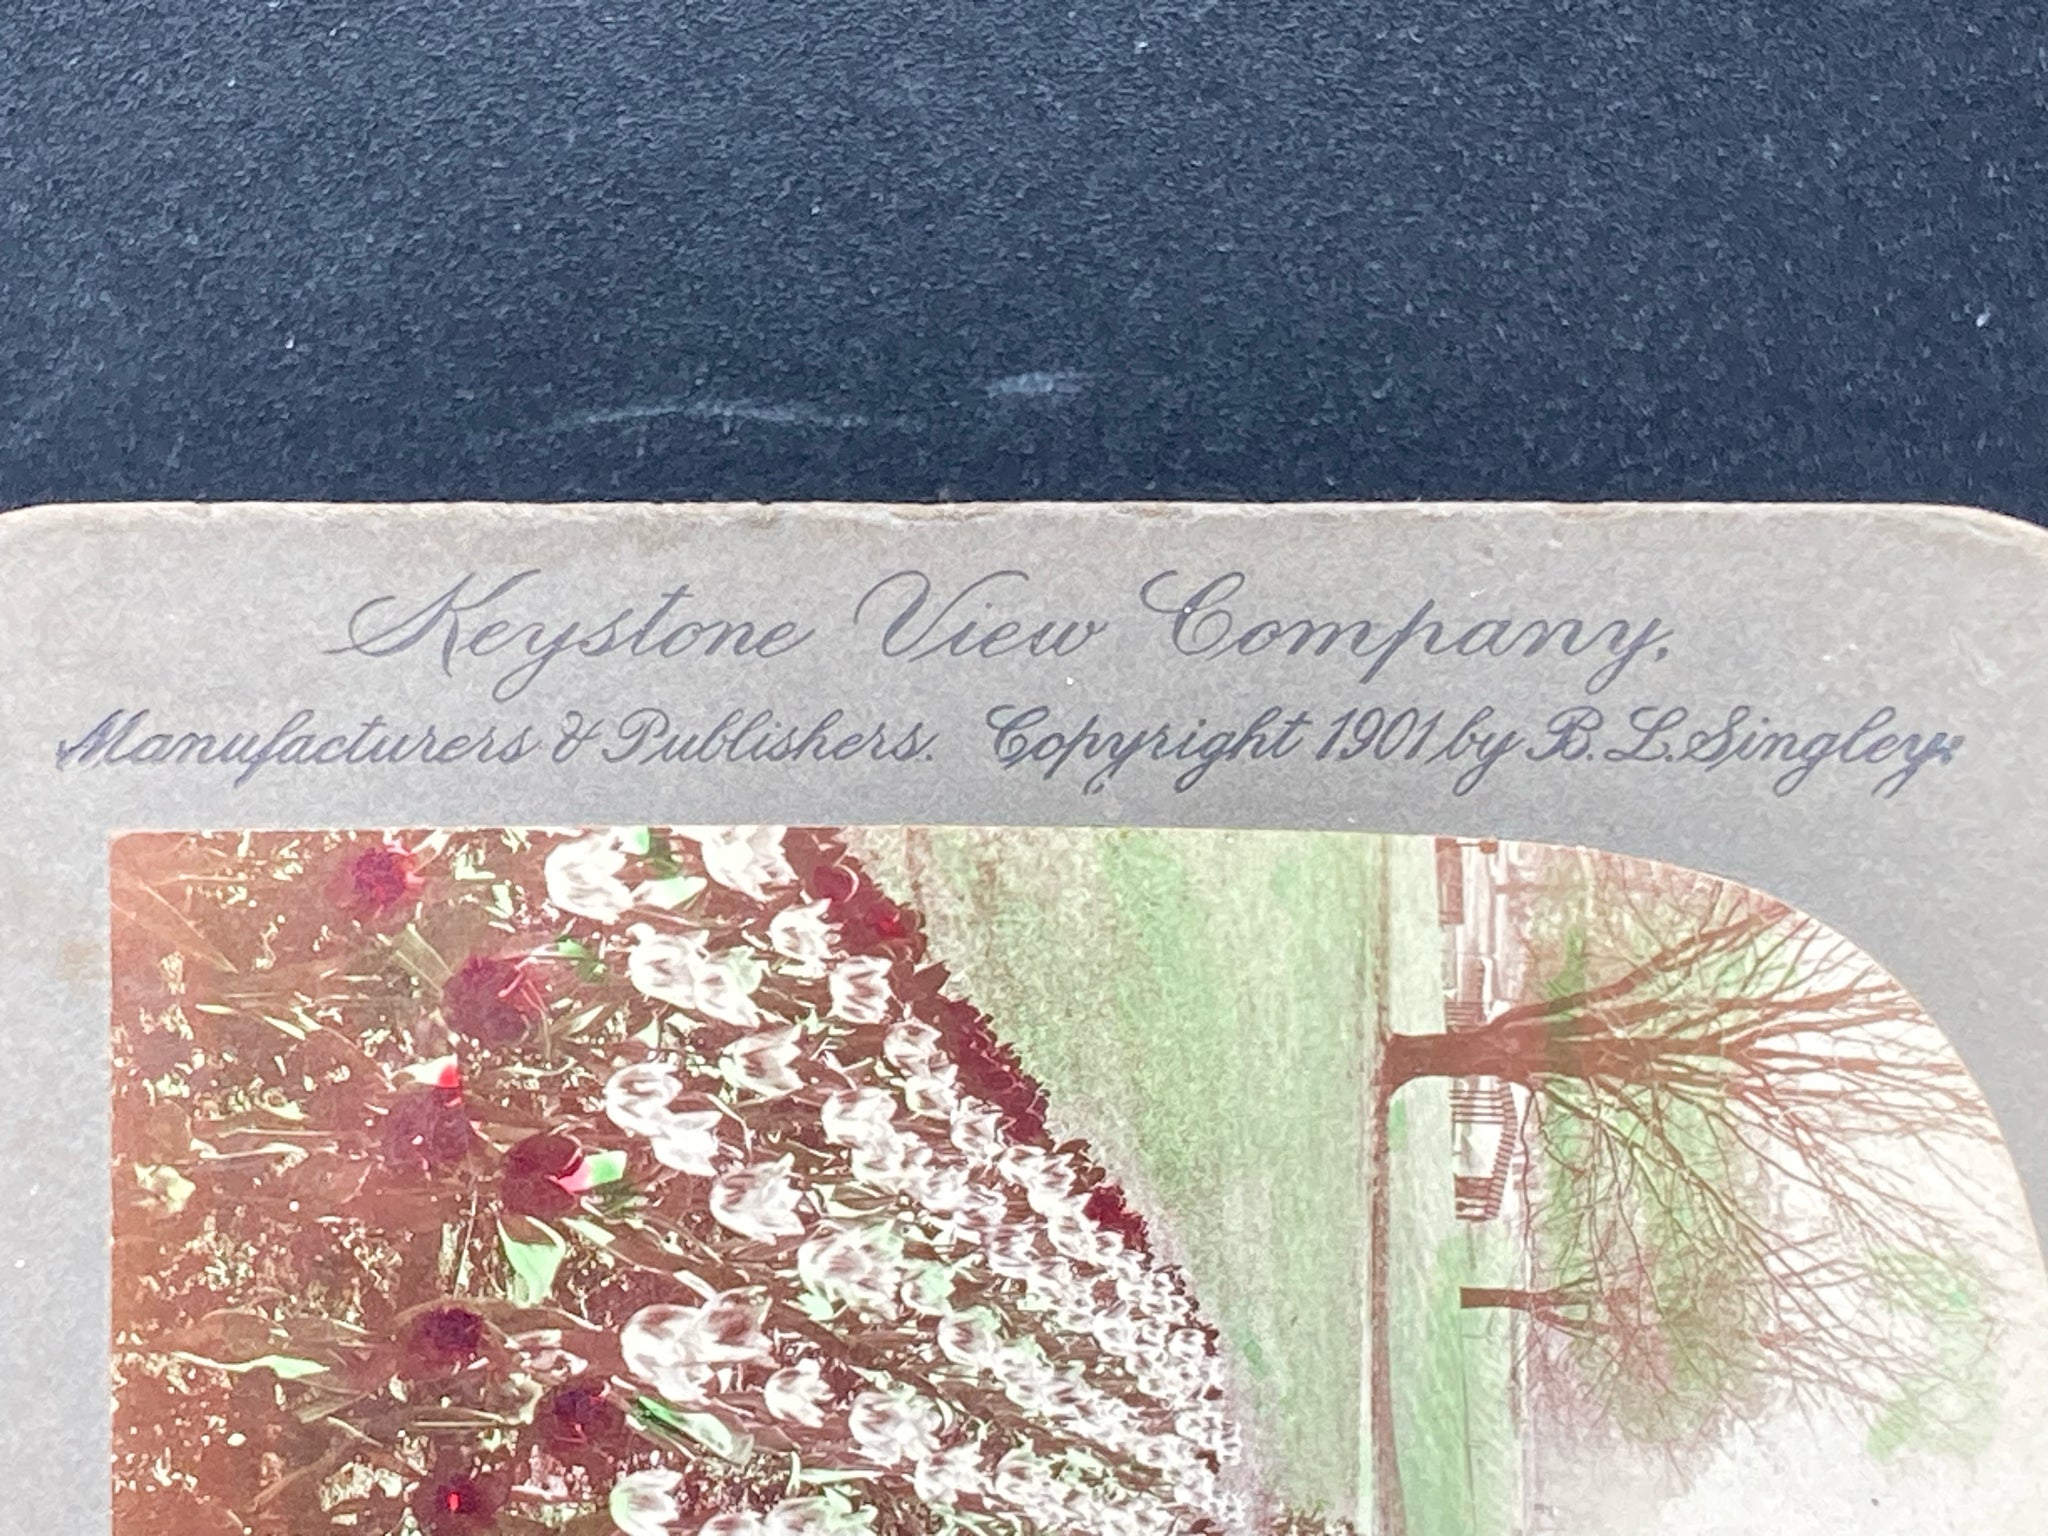 Keystone View Company,
Manufacturers & Publishers. Copyright 1901 by B. L. Singley.